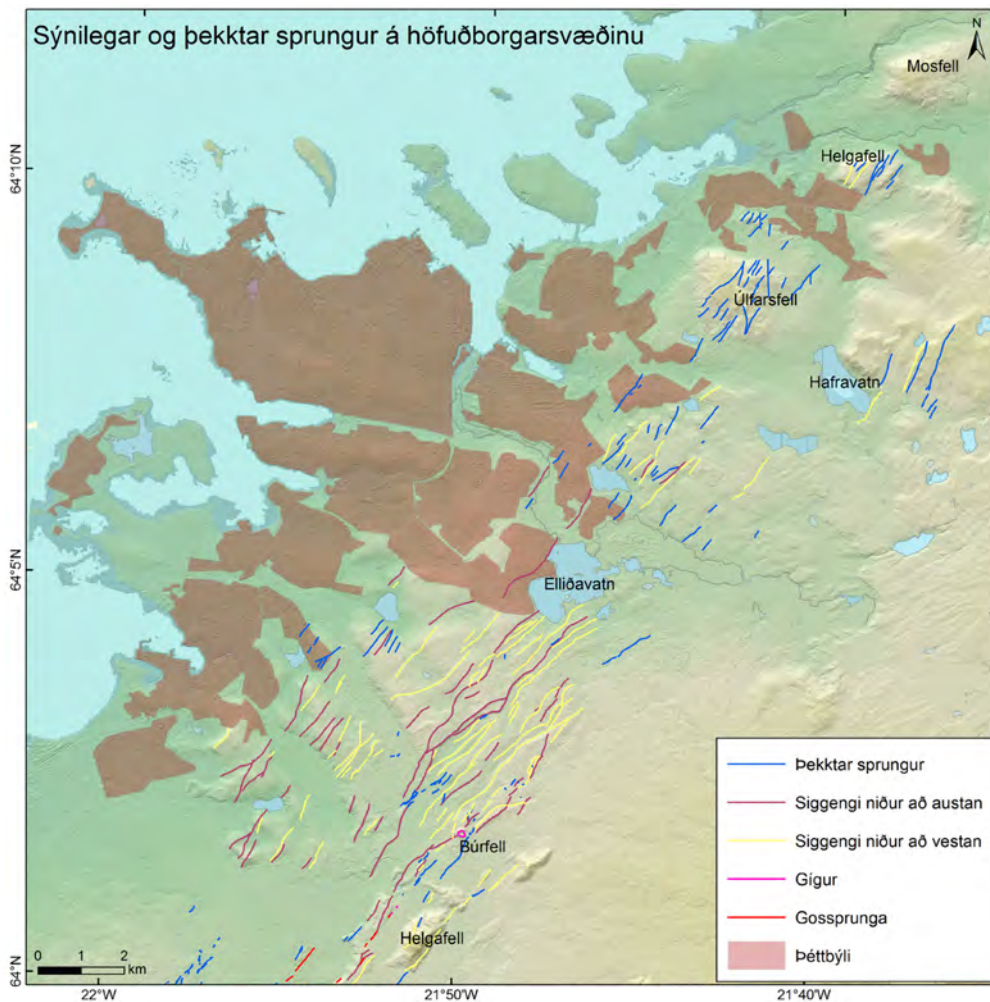 Sýnilegar og þekktar sprungur á höfuðborgarsvæðinu
N
Mosfell
Helgafell
64°10'N
Úlfarsfell
Hafravatn
64°5'N
Elliðavatn
Búrfell
Helgafell
64°N
0 1 2
km
22°W
21°50'W
21°40'W
Þekktar sprungur
Siggengi niður að austan
Siggengi niður að vestan
Gígur
Gossprunga
Þéttbýli